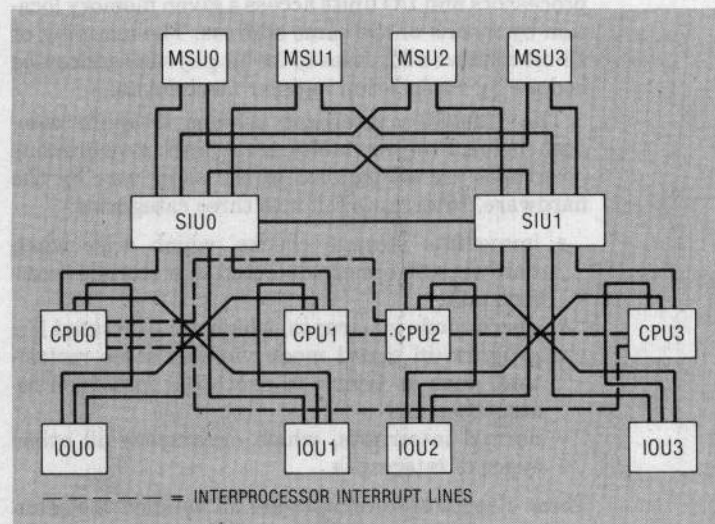 MSU0 MSU1 MSU2 MSU3
SIU0 SIU1
CPU0 CPU1 CPU2 CPU3
IOU0 IOU1 IOU2 IOU3
= INTERPROCESSOR INTERRUPT LINES